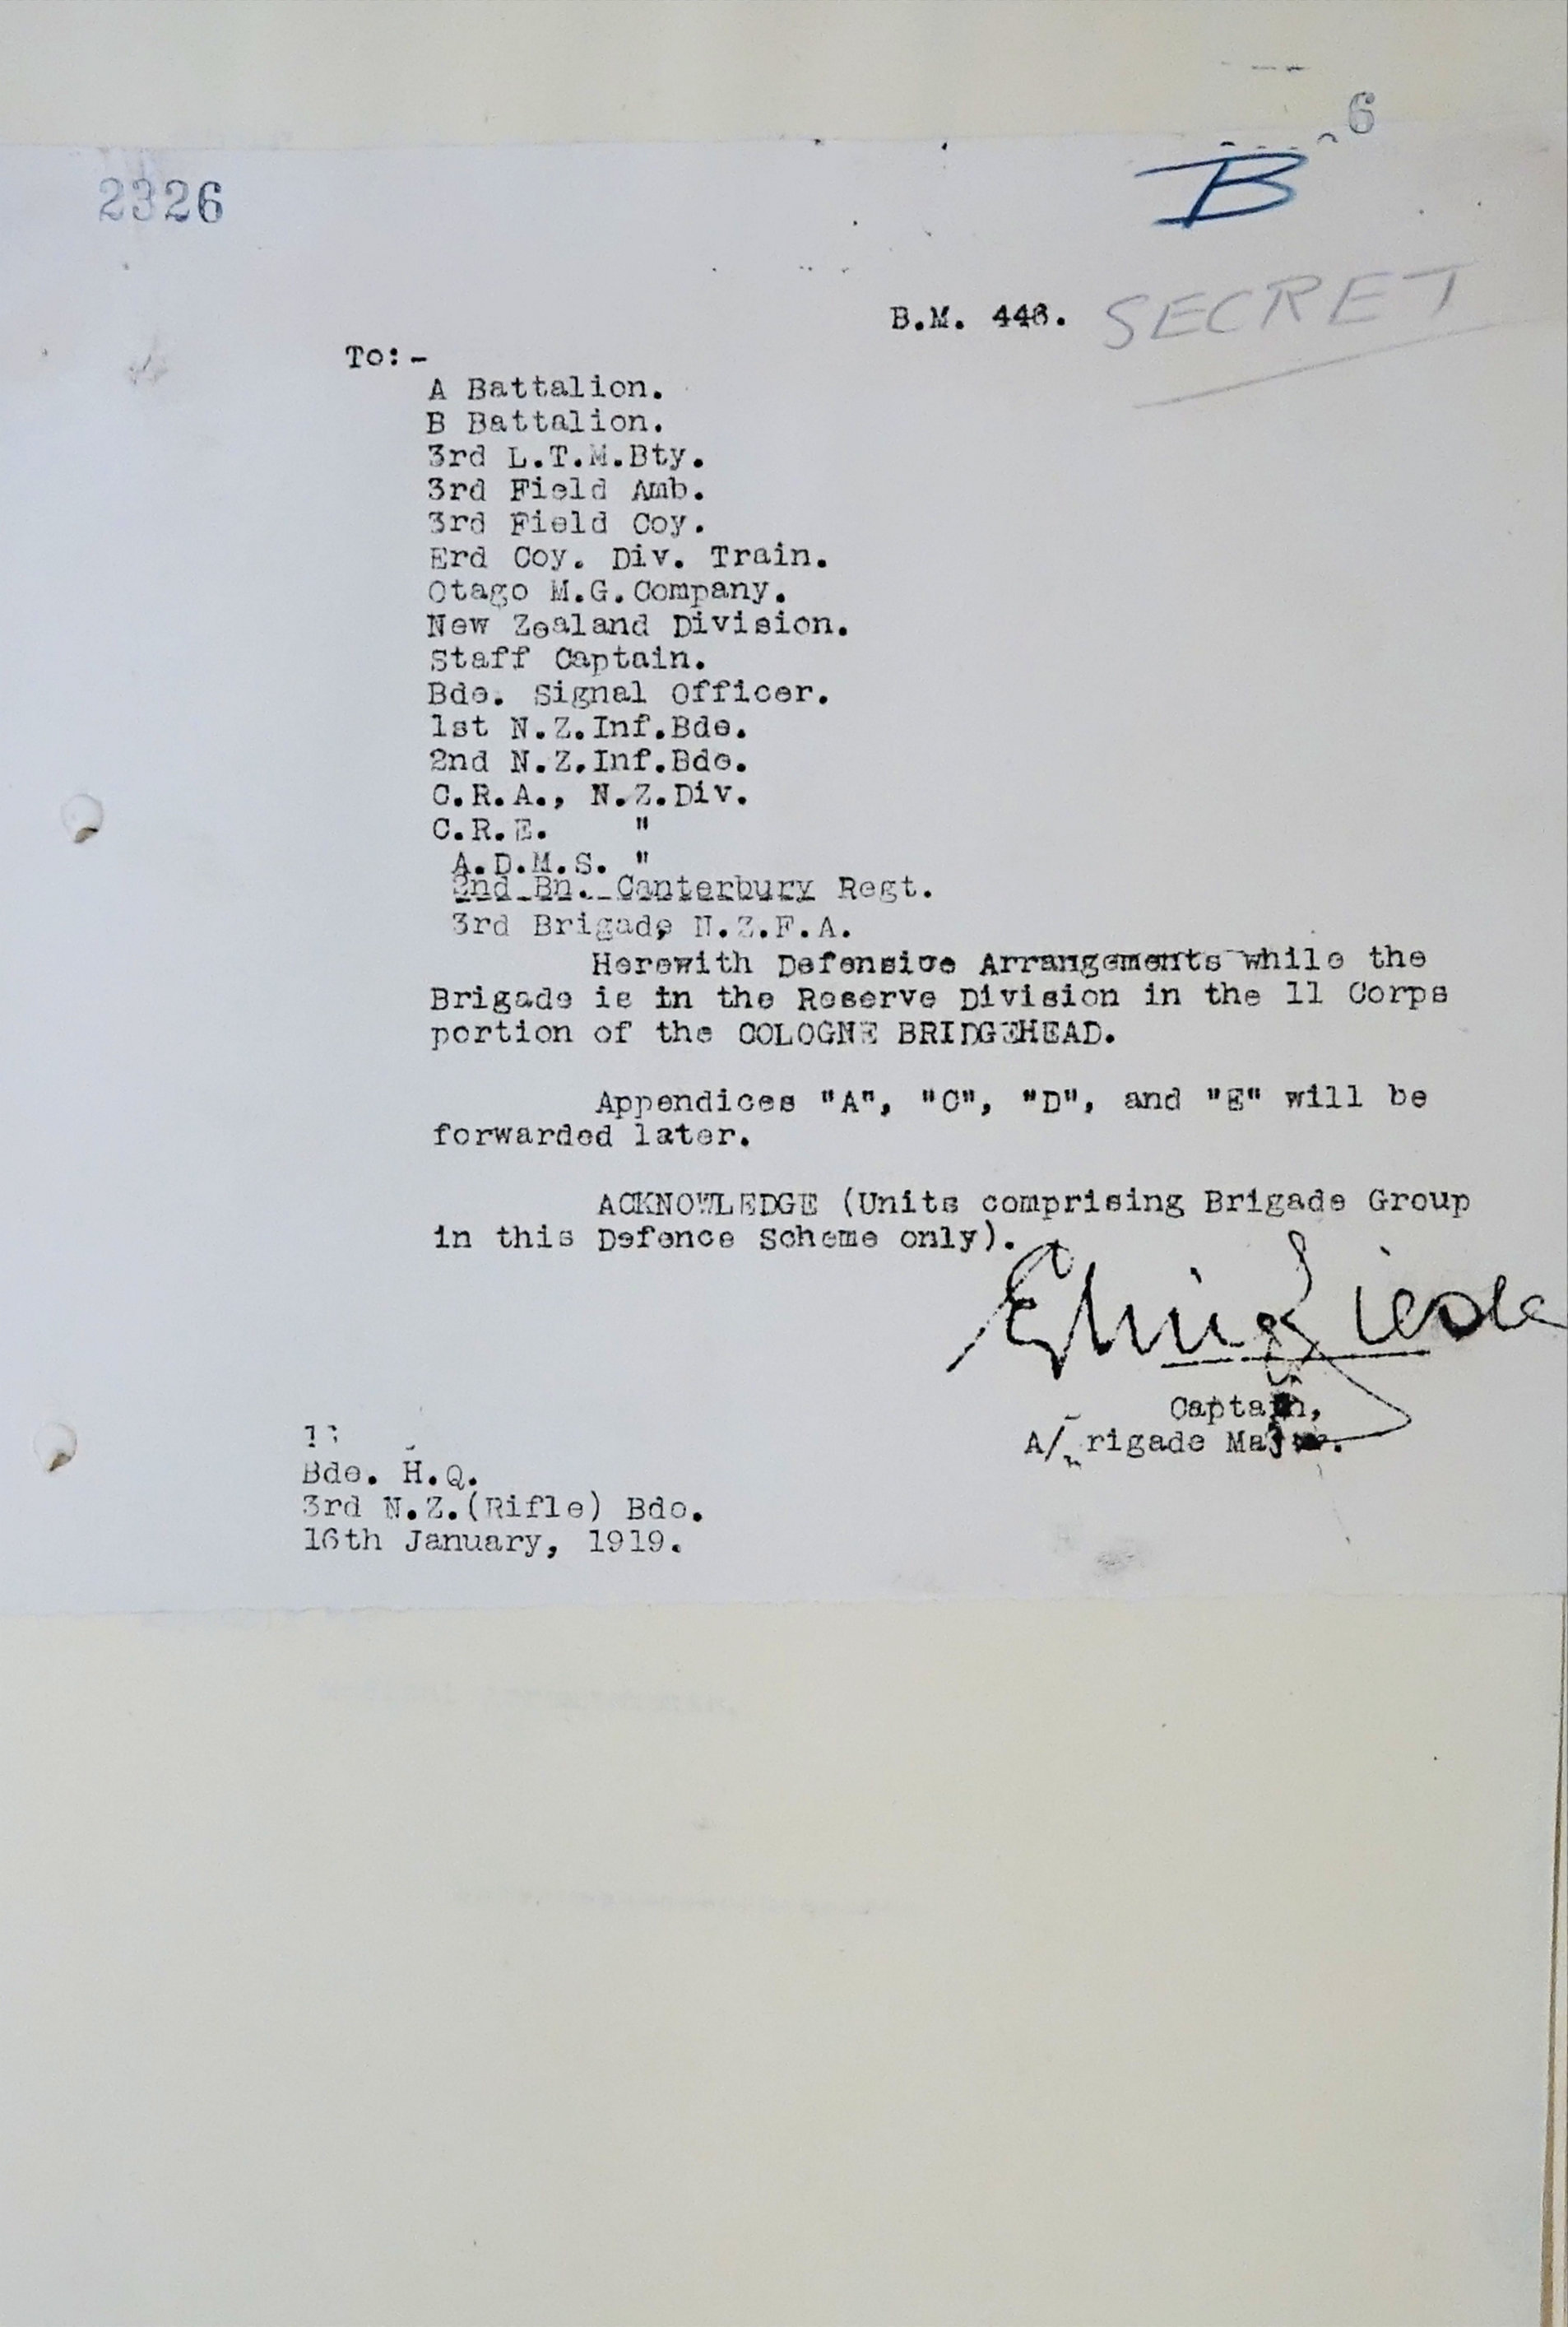 6
2326
B
B.M. 446. SECRET
To:-
A Battalion.
B Battalion.
3rd L.T.M.Bty.
3rd Field Amb.
3rd Field Coy.
Erd Coy. Div. Train.
Otago M.G.Company.
New Zealand Division.
Staff Captain.
Bde. Signal Officer.
1st N.Z.Inf.Bde.
2nd N.Z.Inf.Bde.
C.R.A., N.Z.Div.
C.R.E. "
A.D.M.S. "
2nd Bn. Canterbury Regt.
3rd Brigade N.Z.F.A.
Herewith Defensive Arrangements while the
Brigade is in the Reserve Division in the 11 Corps
portion of the COLOGNE BRIDGEHEAD.
Appendices "A", "C", "D", and "E" will be
forwarded later.
ACKNOWLEDGE (Units comprising Brigade Group
in this Defence Scheme only).
Captain,
A/ rigade Major.
Bde. H.Q.
3rd N.Z.(Rifle) Bde.
16th January, 1919.